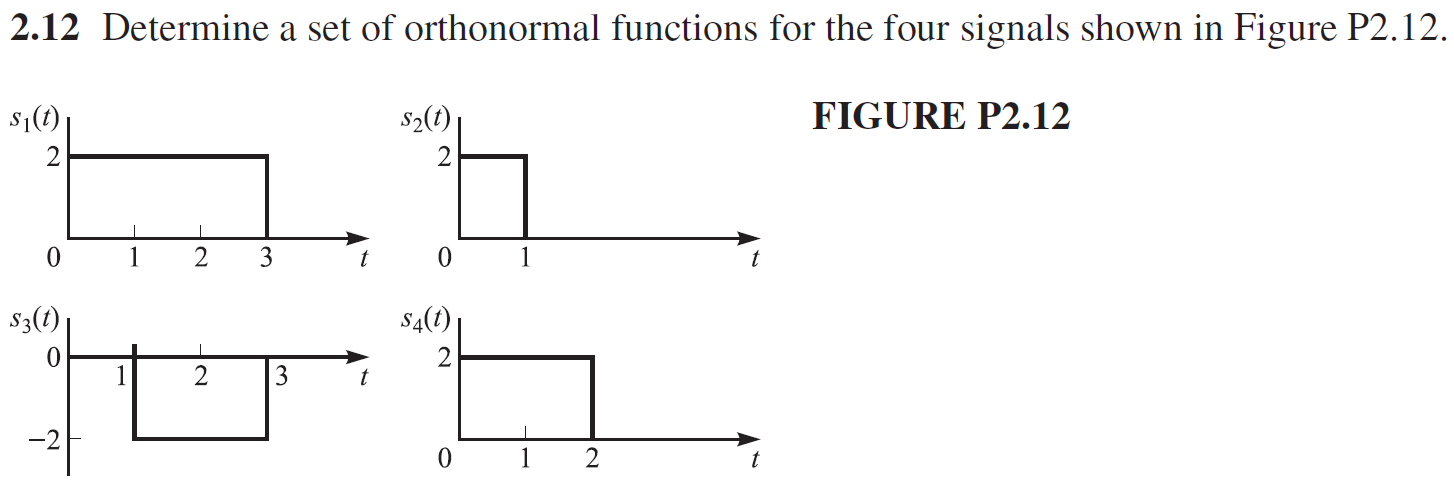 2.12 Determine a set of orthonormal functions for the four signals shown in Figure P2.12.
FIGURE P2.12
s₁(t)
2
0 1 2 3 t
s₂(t)
2
0 1 t
s₃(t)
0
1 2 3 t
−2
s₄(t)
2
0 1 2 t